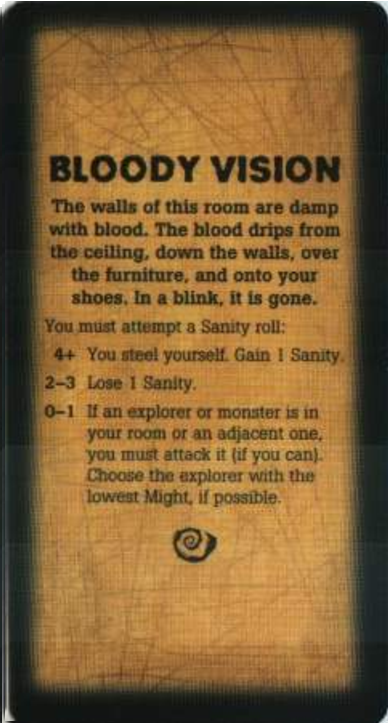 BLOODY VISION
The walls of this room are damp
with blood. The blood drips from
the ceiling, down the walls, over
the furniture, and onto your
shoes. In a blink, it is gone.
You must attempt a Sanity roll:
4+ You steel yourself. Gain 1 Sanity.
2–3 Lose 1 Sanity.
0–1 If an explorer or monster is in
your room or an adjacent one,
you must attack it (if you can).
Choose the explorer with the
lowest Might, if possible.